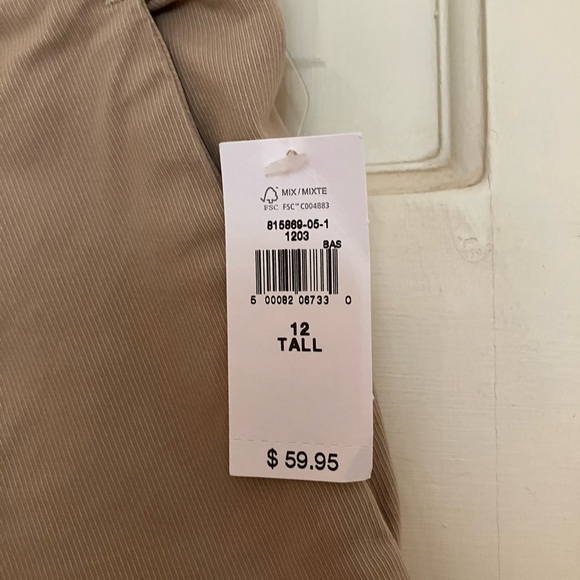 MIX / MIXTE
FSC FSC™ C004883
815869-05-1
1203
BAS
5 00082 06733 0
12
TALL
$ 59.95